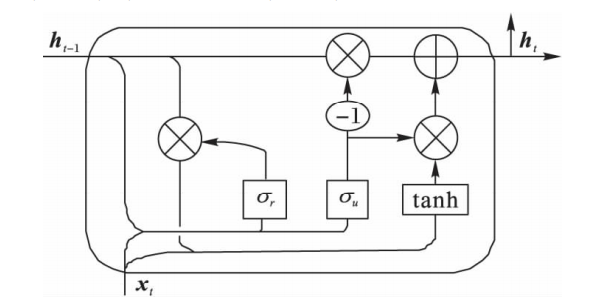 h_{t-1}
h_t
-1
σ_r
σ_u
tanh
x_t